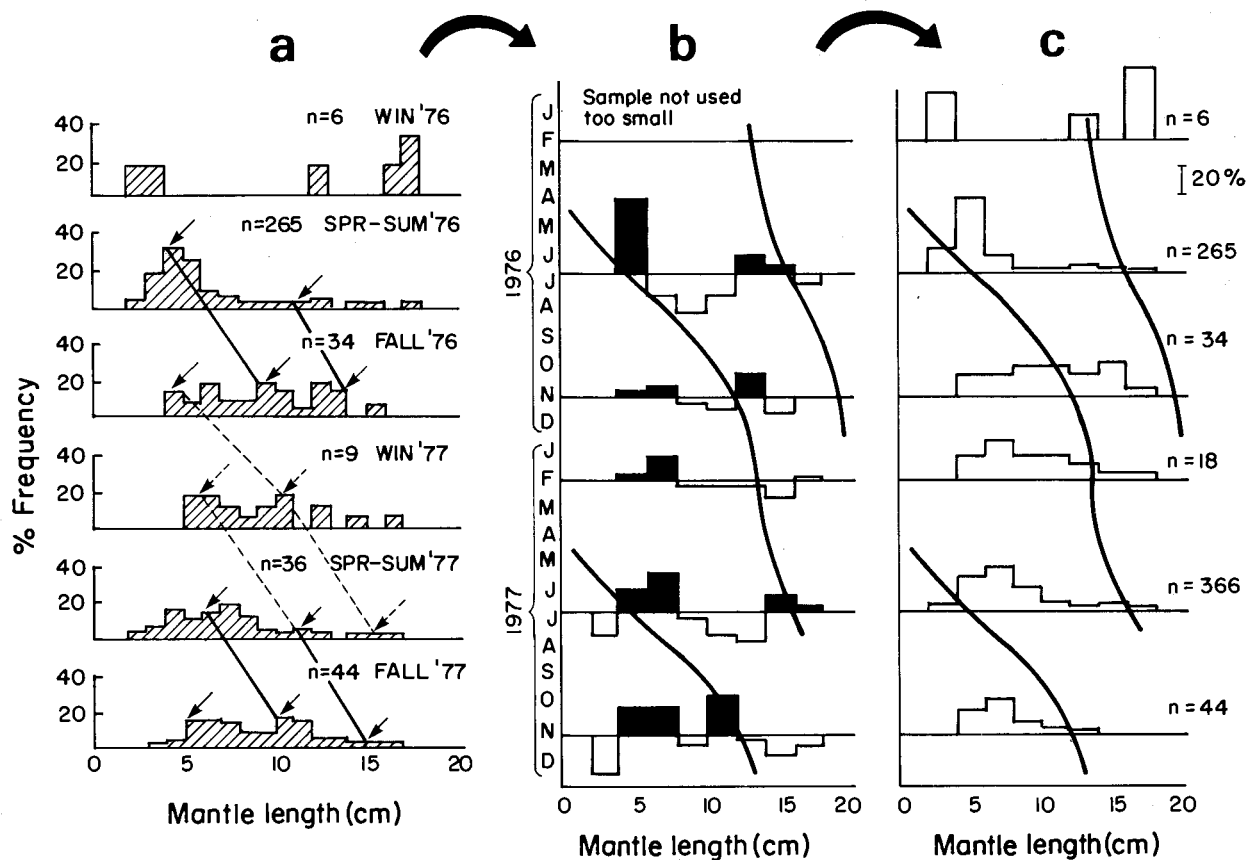 a
b
c
n=6 WIN '76
40
20
n=265 SPR-SUM '76
40
20
n=34 FALL '76
40
20
n=9 WIN '77
40
20
n=36 SPR-SUM '77
40
20
n=44 FALL '77
40
20
% Frequency
0 5 10 15 20
Mantle length (cm)
Sample not used
too small
1976
J
F
M
A
M
J
J
A
S
O
N
D
1977
J
F
M
A
M
J
J
A
S
O
N
D
0 5 10 15 20
Mantle length (cm)
n=6
20%
n=265
n=34
n=18
n=366
n=44
0 5 10 15 20
Mantle length (cm)